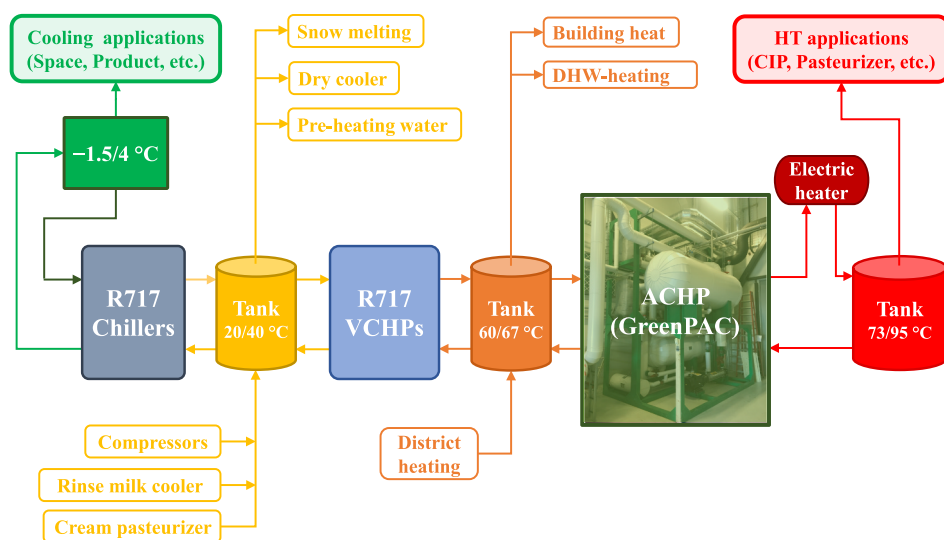 Cooling applications
(Space, Product, etc.)
Snow melting
Dry cooler
Pre-heating water
Building heat
DHW-heating
HT applications
(CIP, Pasteurizer, etc.)
−1.5/4 °C
Electric
heater
R717
Chillers
Tank
20/40 °C
R717
VCHPs
Tank
60/67 °C
ACHP
(GreenPAC)
Tank
73/95 °C
Compressors
Rinse milk cooler
Cream pasteurizer
District
heating